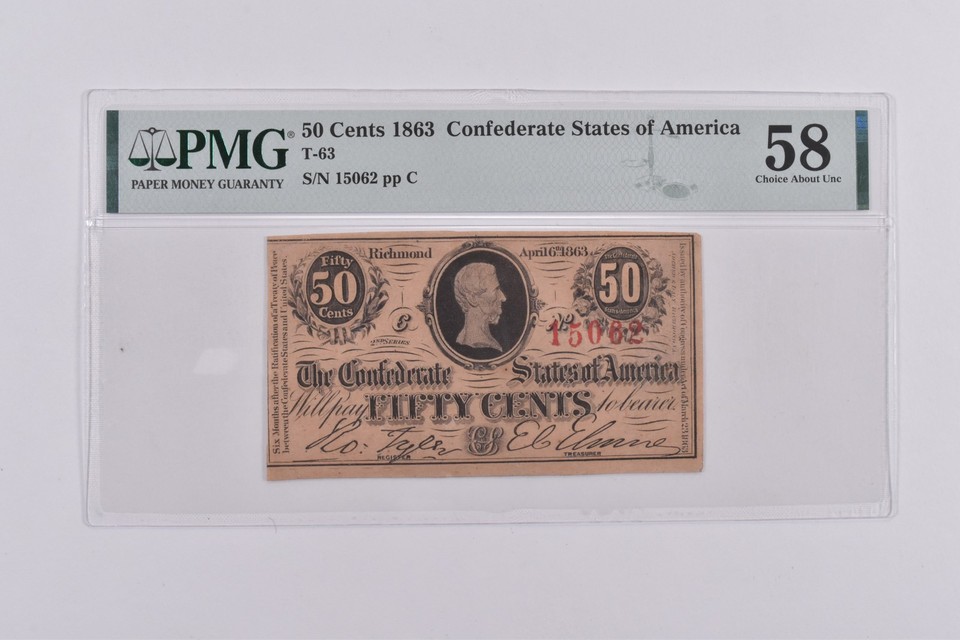 PMG®
PAPER MONEY GUARANTY
50 Cents 1863 Confederate States of America
T-63
S/N 15062 pp C
58
Choice About Unc
Richmond
April 6th 1863
Fifty
50
Cents
50
C
No
15062
2ND SERIES
The Confederate States of America
Will pay FIFTY CENTS to bearer
Ro: Tyler
REGISTER
E C Elmore
TREASURER
Six Months after the Ratification of a Treaty of Peace
between the Confederate States and United States.